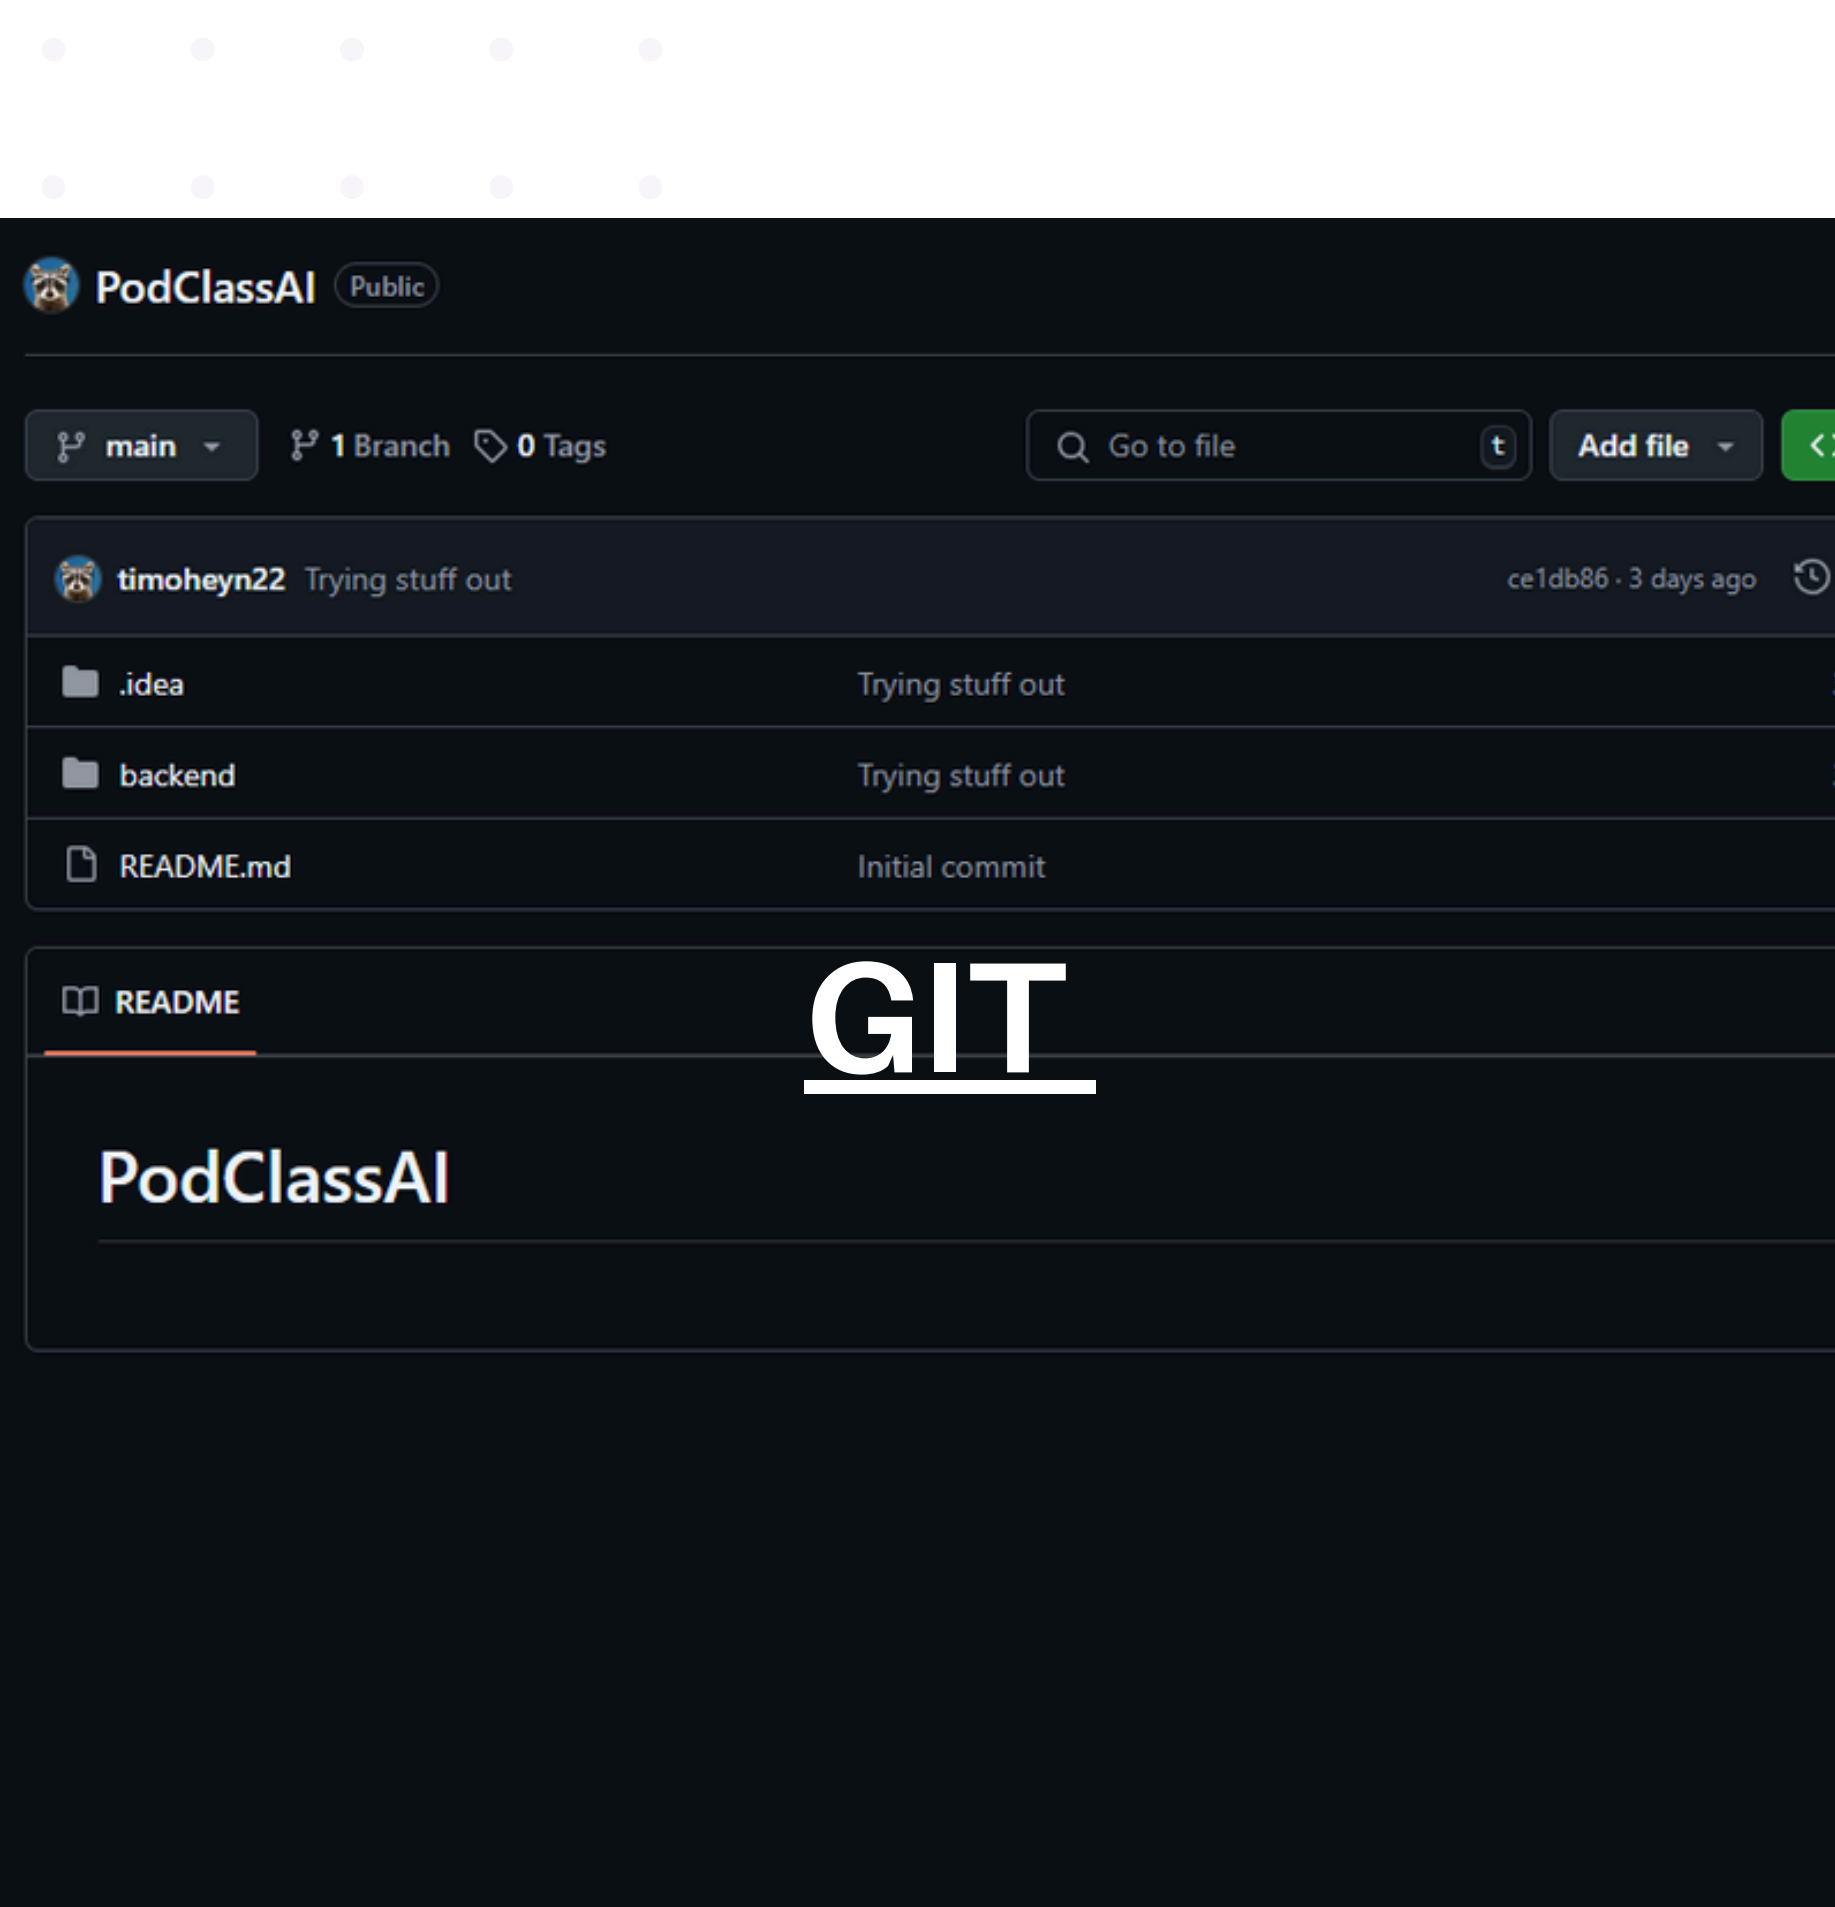 PodClassAI Public
main 1 Branch 0 Tags Go to file t Add file
timoheyn22 Trying stuff out ce1db86 · 3 days ago
.idea Trying stuff out
backend Trying stuff out
README.md Initial commit
README
GIT
PodClassAI